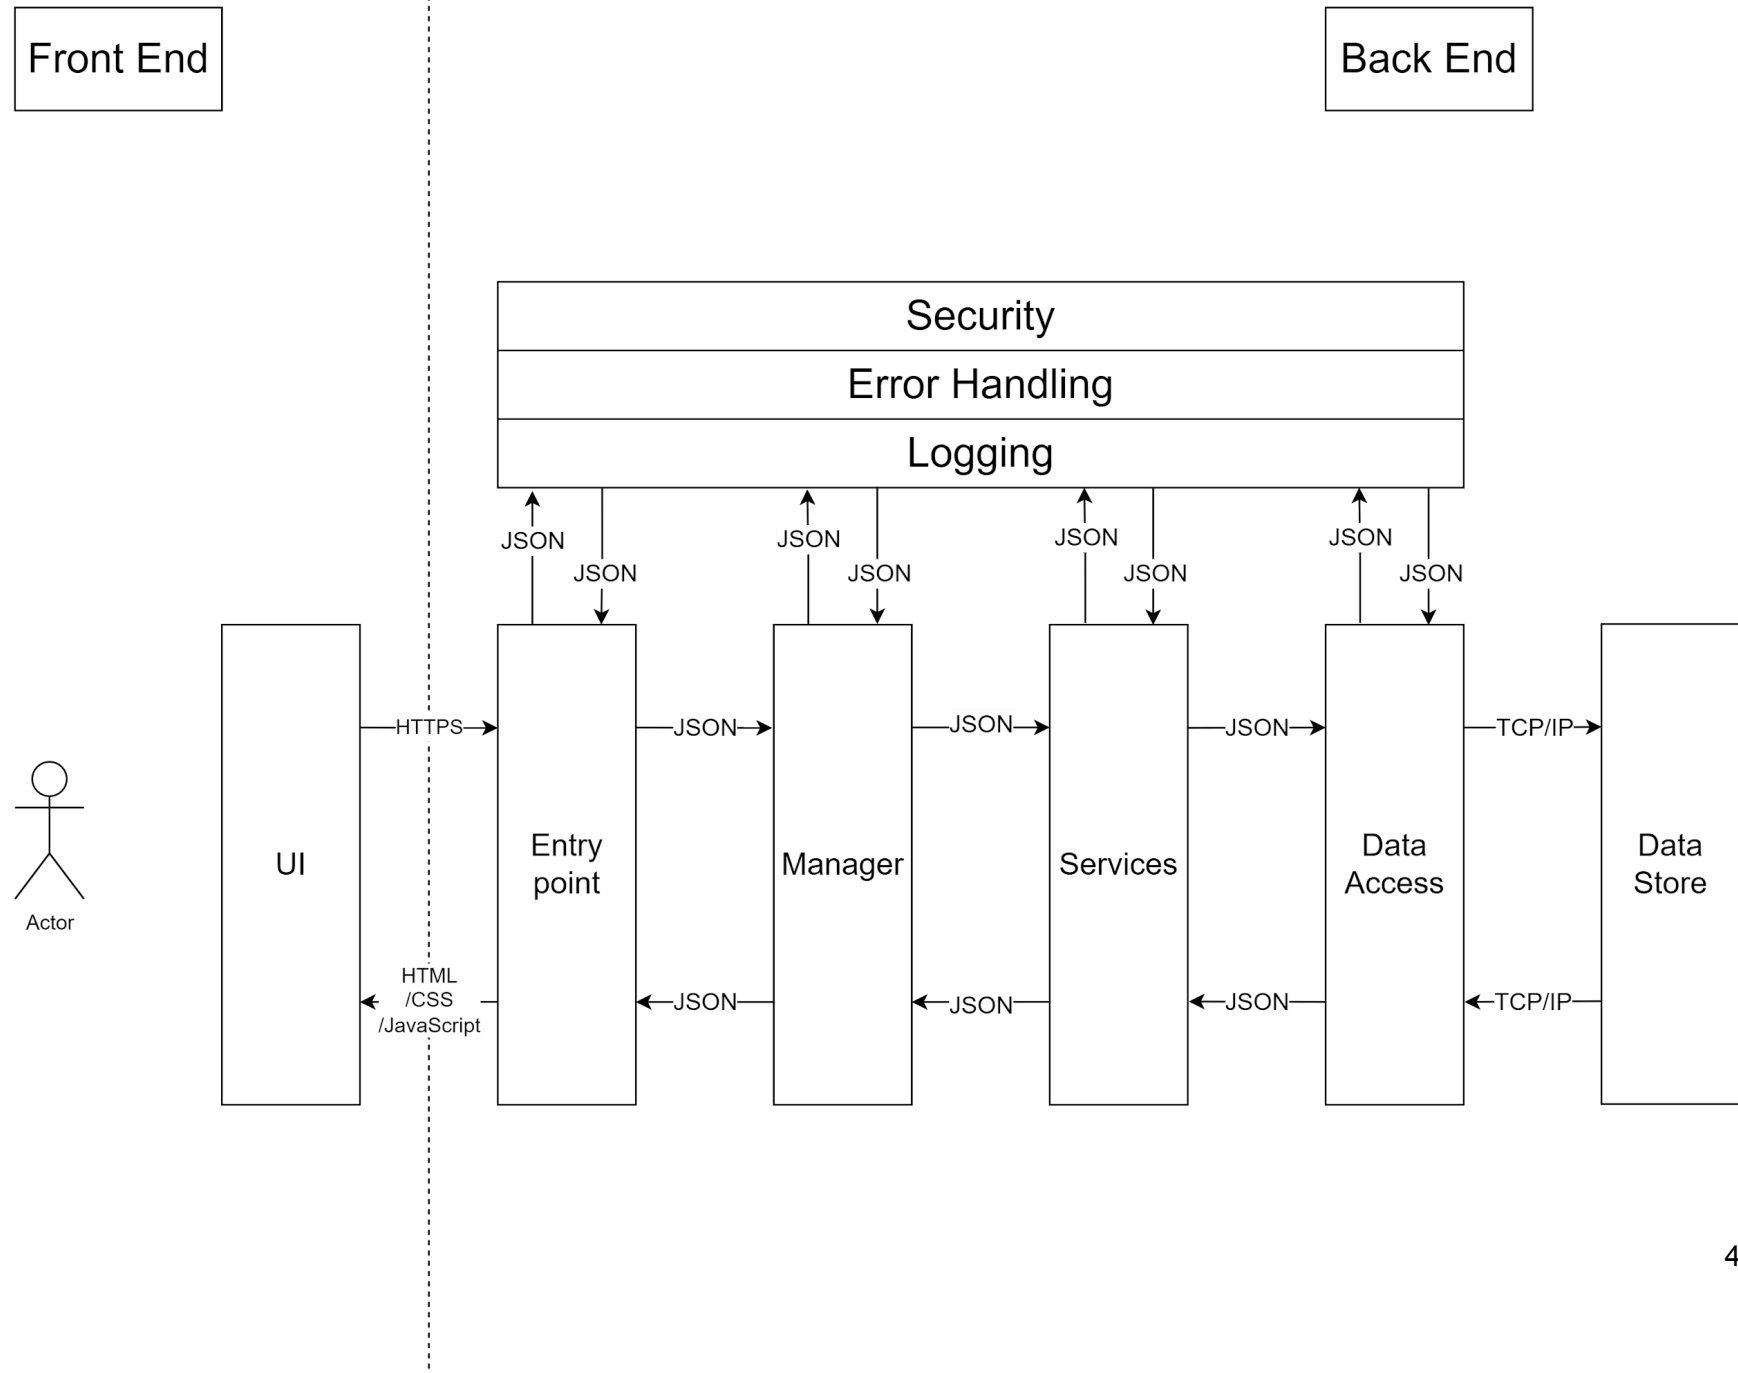 Front End
Back End
Security
Error Handling
Logging
JSON
JSON
JSON
JSON
JSON
JSON
JSON
JSON
HTTPS
JSON
JSON
JSON
TCP/IP
UI
Entry
point
Manager
Services
Data
Access
Data
Store
Actor
HTML
/CSS
/JavaScript
JSON
JSON
JSON
TCP/IP
4